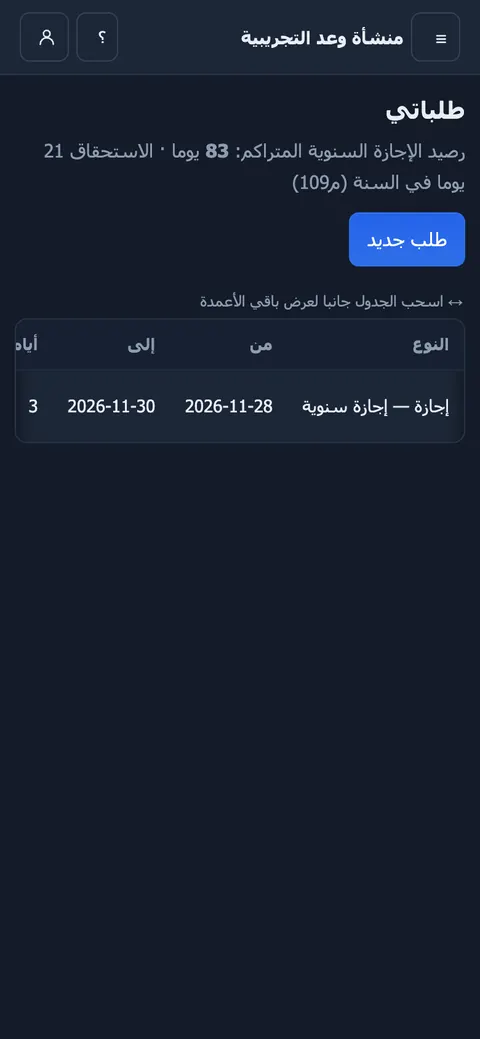 منشأة وعد التجريبية
؟
طلباتي
رصيد الإجازة السنوية المتراكم: 83 يوما · الاستحقاق 21
يوما في السنة (م109)
طلب جديد
↔ اسحب الجدول جانبا لعرض باقي الأعمدة
النوع من إلى أيام
إجازة — إجازة سنوية 2026-11-28 2026-11-30 3